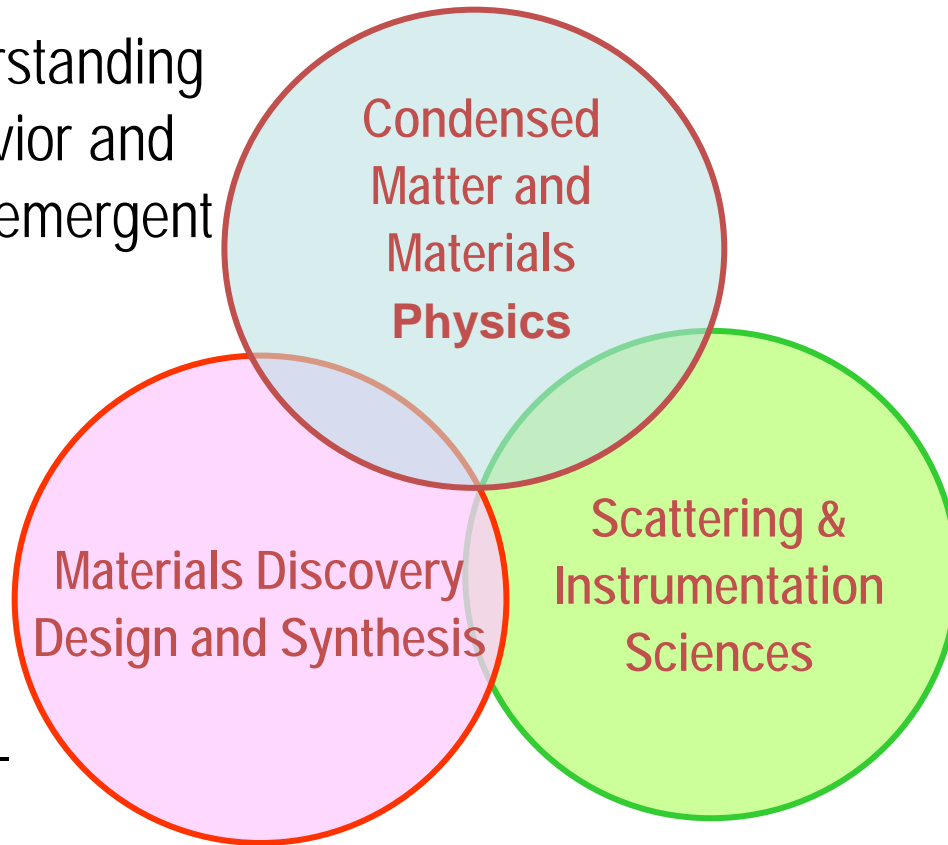 rstanding
vior and
emergent
Condensed
Matter and
Materials
Physics
Materials Discovery
Design and Synthesis
Scattering &
Instrumentation
Sciences